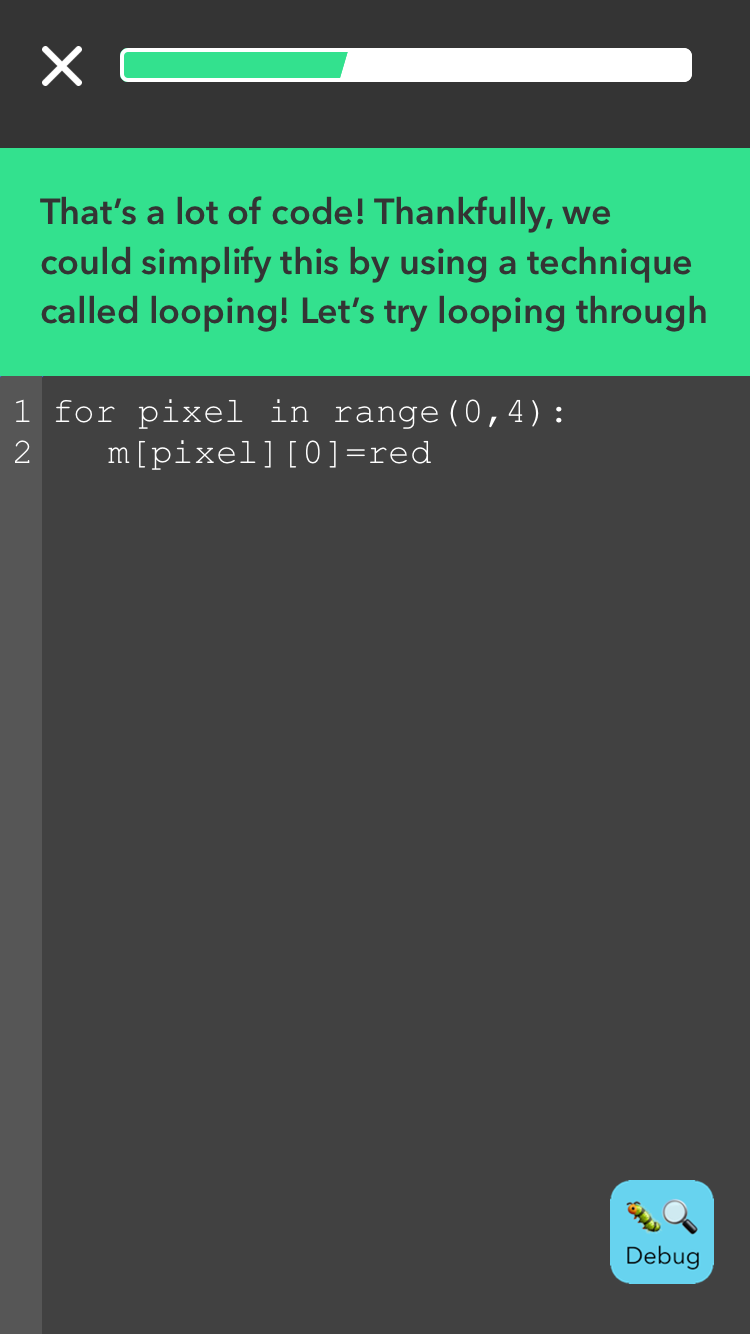 That’s a lot of code! Thankfully, we
could simplify this by using a technique
called looping! Let’s try looping through
1 for pixel in range(0,4):
2 m[pixel][0]=red
Debug